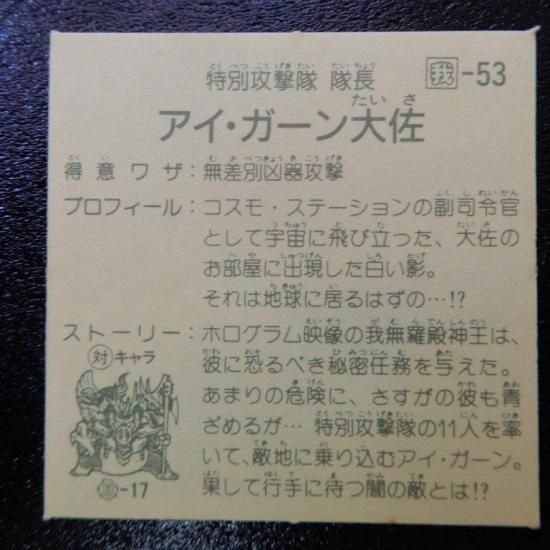 特別攻撃隊 隊長
-53
アイ・ガーン大佐
得意ワザ:無差別凶器攻撃
プロフィール:コスモ・ステーションの副司令官
として宇宙に飛び立った、大佐の
お部屋に出現した白い影。
それは地球に居るはずの…!?
ストーリー:ホログラム映像の我無羅殿神王は、
彼に恐るべき秘密任務を与えた。
あまりの危険に、さすがの彼も青
ざめるが… 特別攻撃隊の11人を率い
て、敵地に乗り込むアイ・ガーン。
果して行手に待つ闇の敵とは!?
対 キャラ
-17